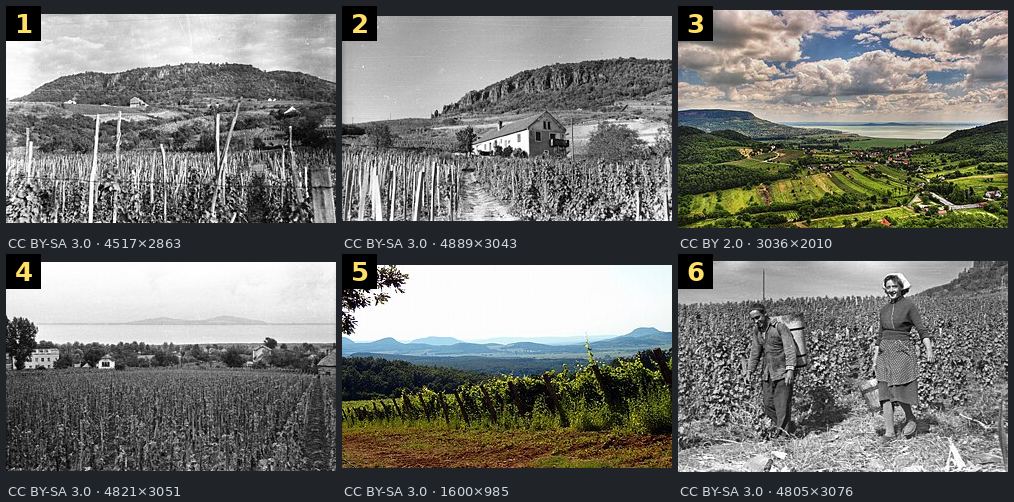 1
2
3
CC BY-SA 3.0 · 4517×2863
CC BY-SA 3.0 · 4889×3043
CC BY 2.0 · 3036×2010
4
5
6
CC BY-SA 3.0 · 4821×3051
CC BY-SA 3.0 · 1600×985
CC BY-SA 3.0 · 4805×3076